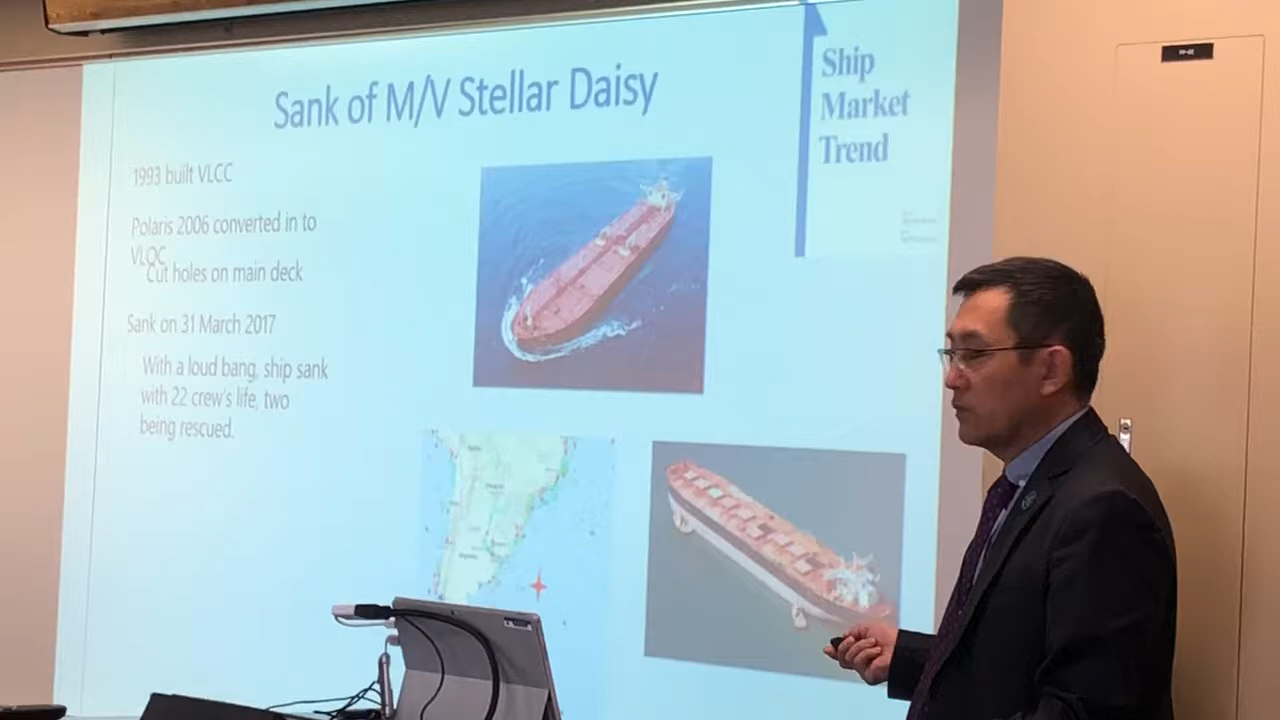 Sank of M/V Stellar Daisy
Ship
Market
Trend
1993 built VLCC
Polaris 2006 converted in to
VLOC
Cut holes on main deck
Sank on 31 March 2017
With a loud bang, ship sank
with 22 crew's life, two
being rescued.